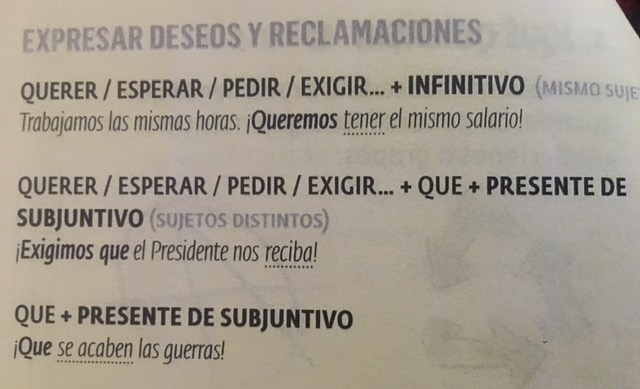 EXPRESAR DESEOS Y RECLAMACIONES
QUERER / ESPERAR / PEDIR / EXIGIR... + INFINITIVO (MISMO SUJE
Trabajamos las mismas horas. ¡Queremos tener el mismo salario!
QUERER / ESPERAR / PEDIR / EXIGIR... + QUE + PRESENTE DE
SUBJUNTIVO (SUJETOS DISTINTOS)
¡Exigimos que el Presidente nos reciba!
QUE + PRESENTE DE SUBJUNTIVO
¡Que se acaben las guerras!